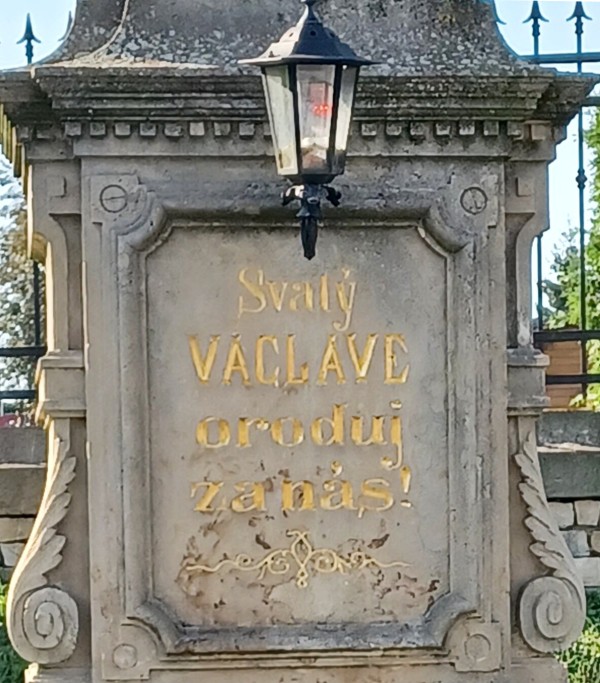 Svatý
VÁCLAVE
oroduj
za nás!